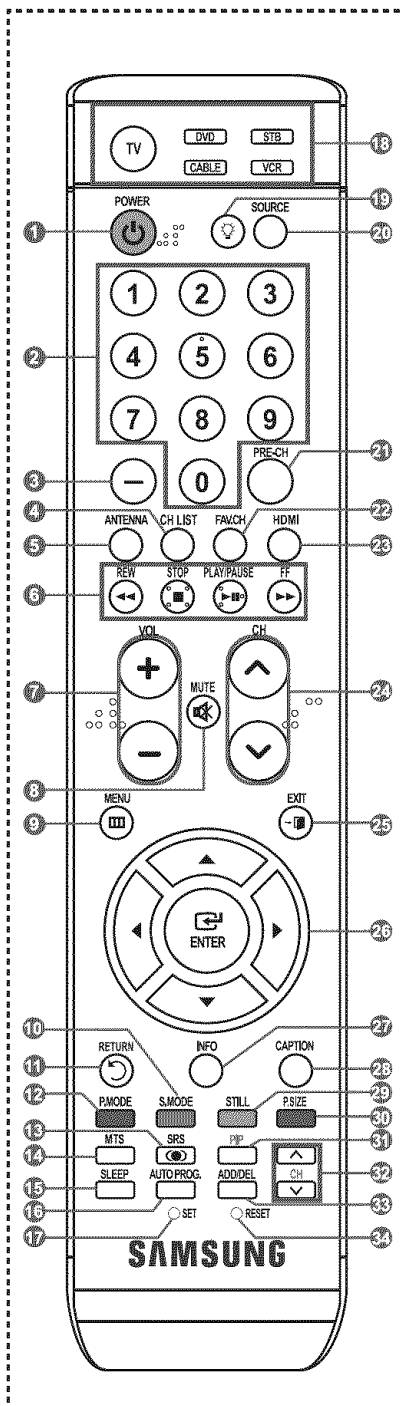 TV DVD STB 18
CABLE VCR
POWER 19 SOURCE
1 20
1 2 3
2 4 5 6
7 8 9
PRE-CH 21
3 − 0
4 22
ANTENNA CH LIST FAV.CH HDMI
5 23
REW STOP PLAY/PAUSE FF
6
VOL CH
7 + MUTE 24
−
8
MENU EXIT
9 25
ENTER 26
10 27
RETURN INFO CAPTION
11 28
12 P.MODE S.MODE STILL P.SIZE 29
13 30
MTS SRS PIP
14 31
SLEEP AUTO PROG. ADD/DEL CH 32
15
16 33
17 SET RESET 34
SAMSUNG